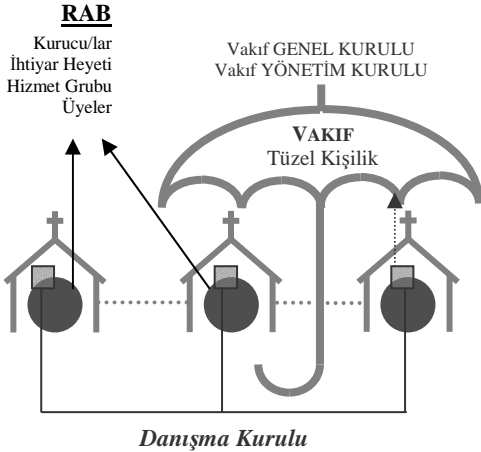 RAB
Kurucu/lar
İhtiyar Heyeti
Hizmet Grubu
Üyeler
Vakıf GENEL KURULU
Vakıf YÖNETİM KURULU
VAKIF
Tüzel Kişilik
Danışma Kurulu